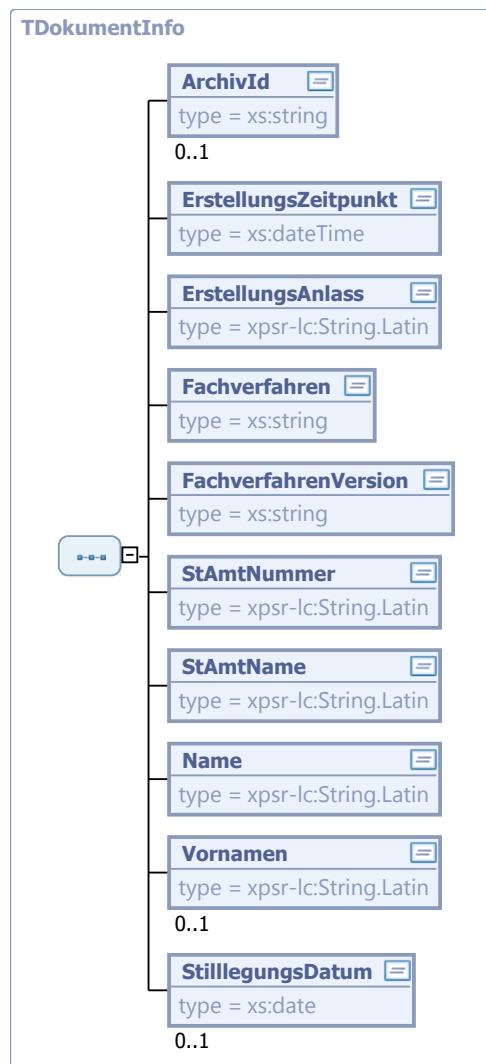 TDokumentInfo
ArchivId
type = xs:string
0..1
ErstellungsZeitpunkt
type = xs:dateTime
ErstellungsAnlass
type = xpsr-lc:String.Latin
Fachverfahren
type = xs:string
FachverfahrenVersion
type = xs:string
StAmtNummer
type = xpsr-lc:String.Latin
StAmtName
type = xpsr-lc:String.Latin
Name
type = xpsr-lc:String.Latin
Vornamen
type = xpsr-lc:String.Latin
0..1
StilllegungsDatum
type = xs:date
0..1